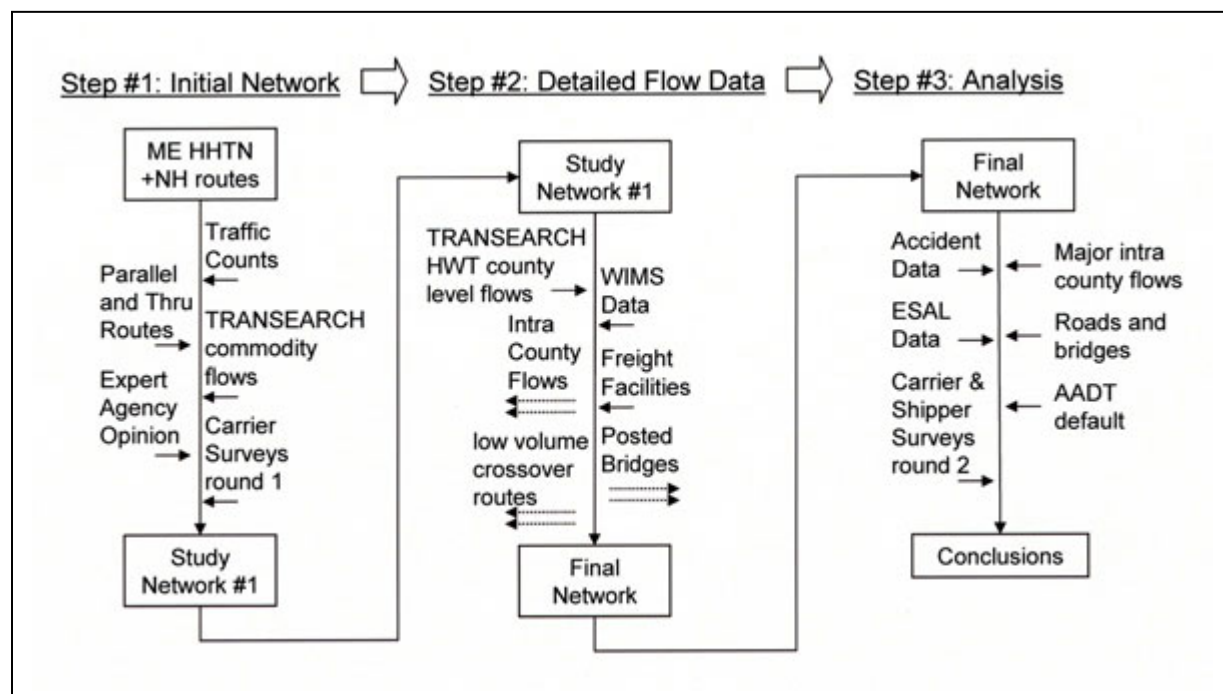 Step #1: Initial Network
Step #2: Detailed Flow Data
Step #3: Analysis
ME HHTN
+NH routes
Traffic
Counts
Parallel
and Thru
Routes
TRANSEARCH
commodity
flows
Expert
Agency
Opinion
Carrier
Surveys
round 1
Study
Network #1
Study
Network #1
TRANSEARCH
HWT county
level flows
WIMS
Data
Intra
County
Flows
Freight
Facilities
low volume
crossover
routes
Posted
Bridges
Final
Network
Final
Network
Accident
Data
Major intra
county flows
ESAL
Data
Roads and
bridges
Carrier &
Shipper
Surveys
round 2
AADT
default
Conclusions